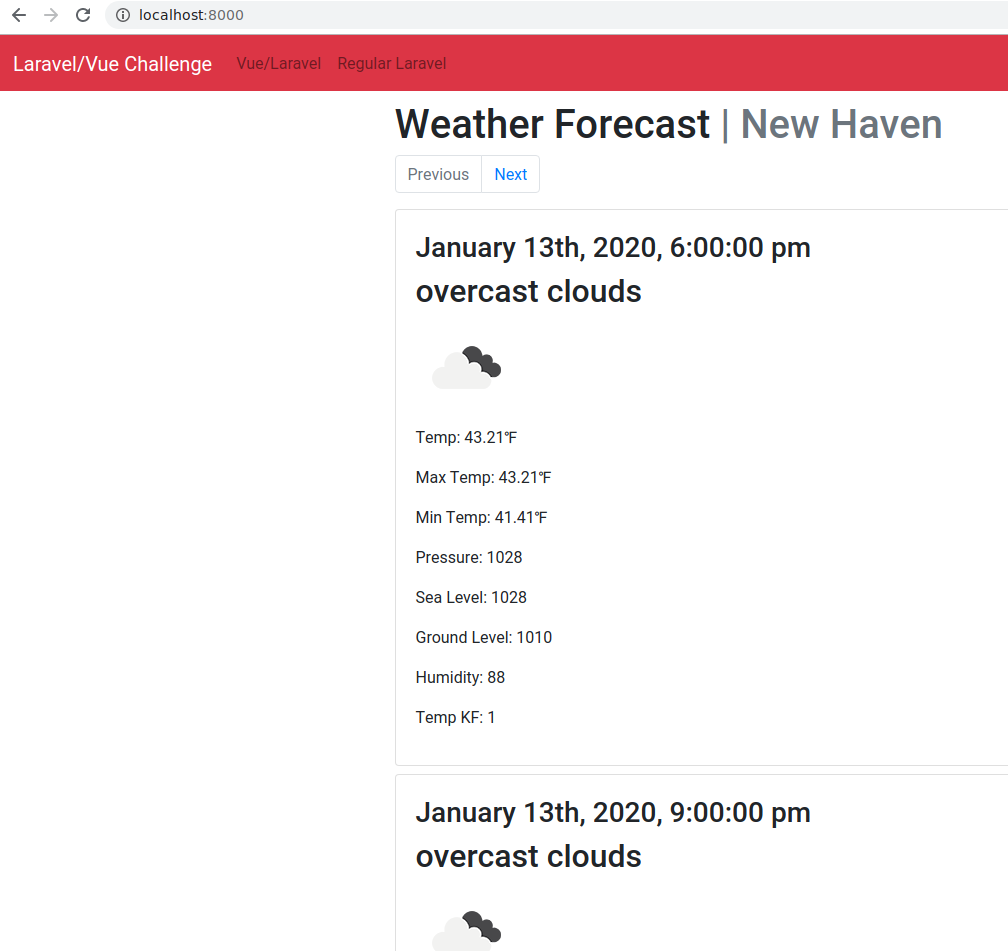 localhost:8000
Laravel/Vue Challenge Vue/Laravel Regular Laravel
Weather Forecast | New Haven
Previous Next
January 13th, 2020, 6:00:00 pm
overcast clouds
Temp: 43.21℉
Max Temp: 43.21℉
Min Temp: 41.41℉
Pressure: 1028
Sea Level: 1028
Ground Level: 1010
Humidity: 88
Temp KF: 1
January 13th, 2020, 9:00:00 pm
overcast clouds